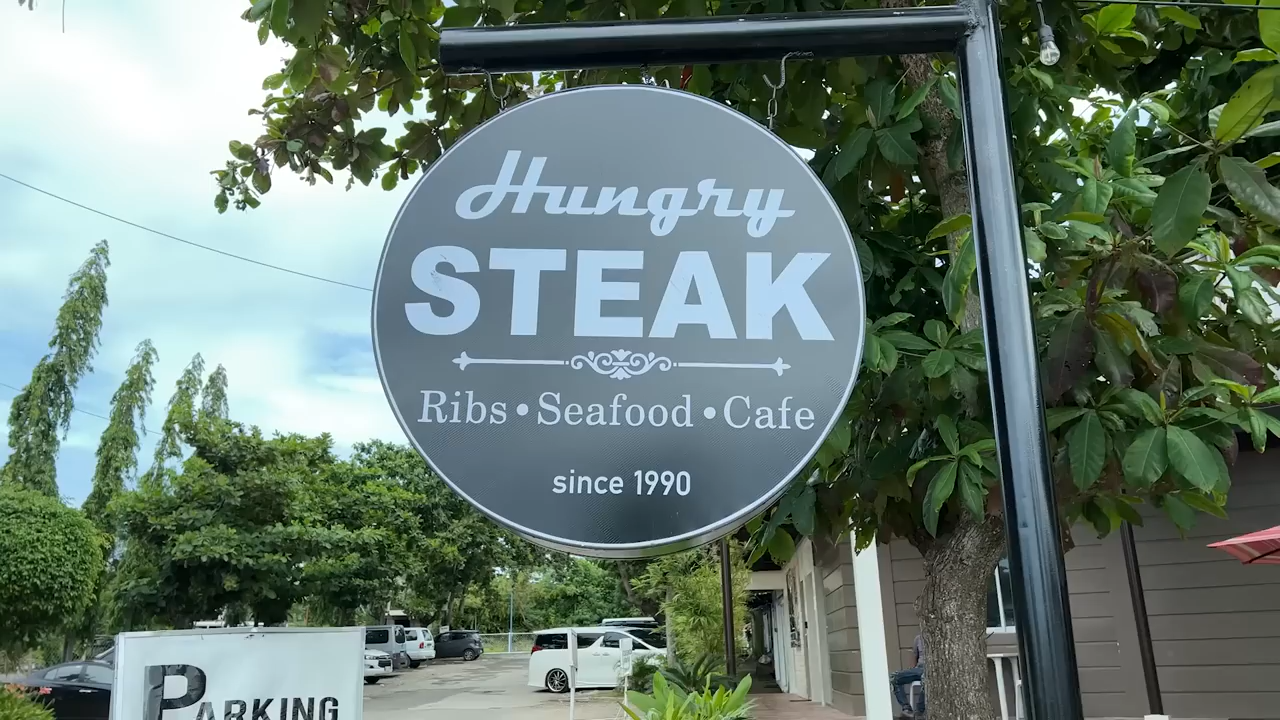 Hungry
STEAK
Ribs • Seafood • Cafe
since 1990
PARKING